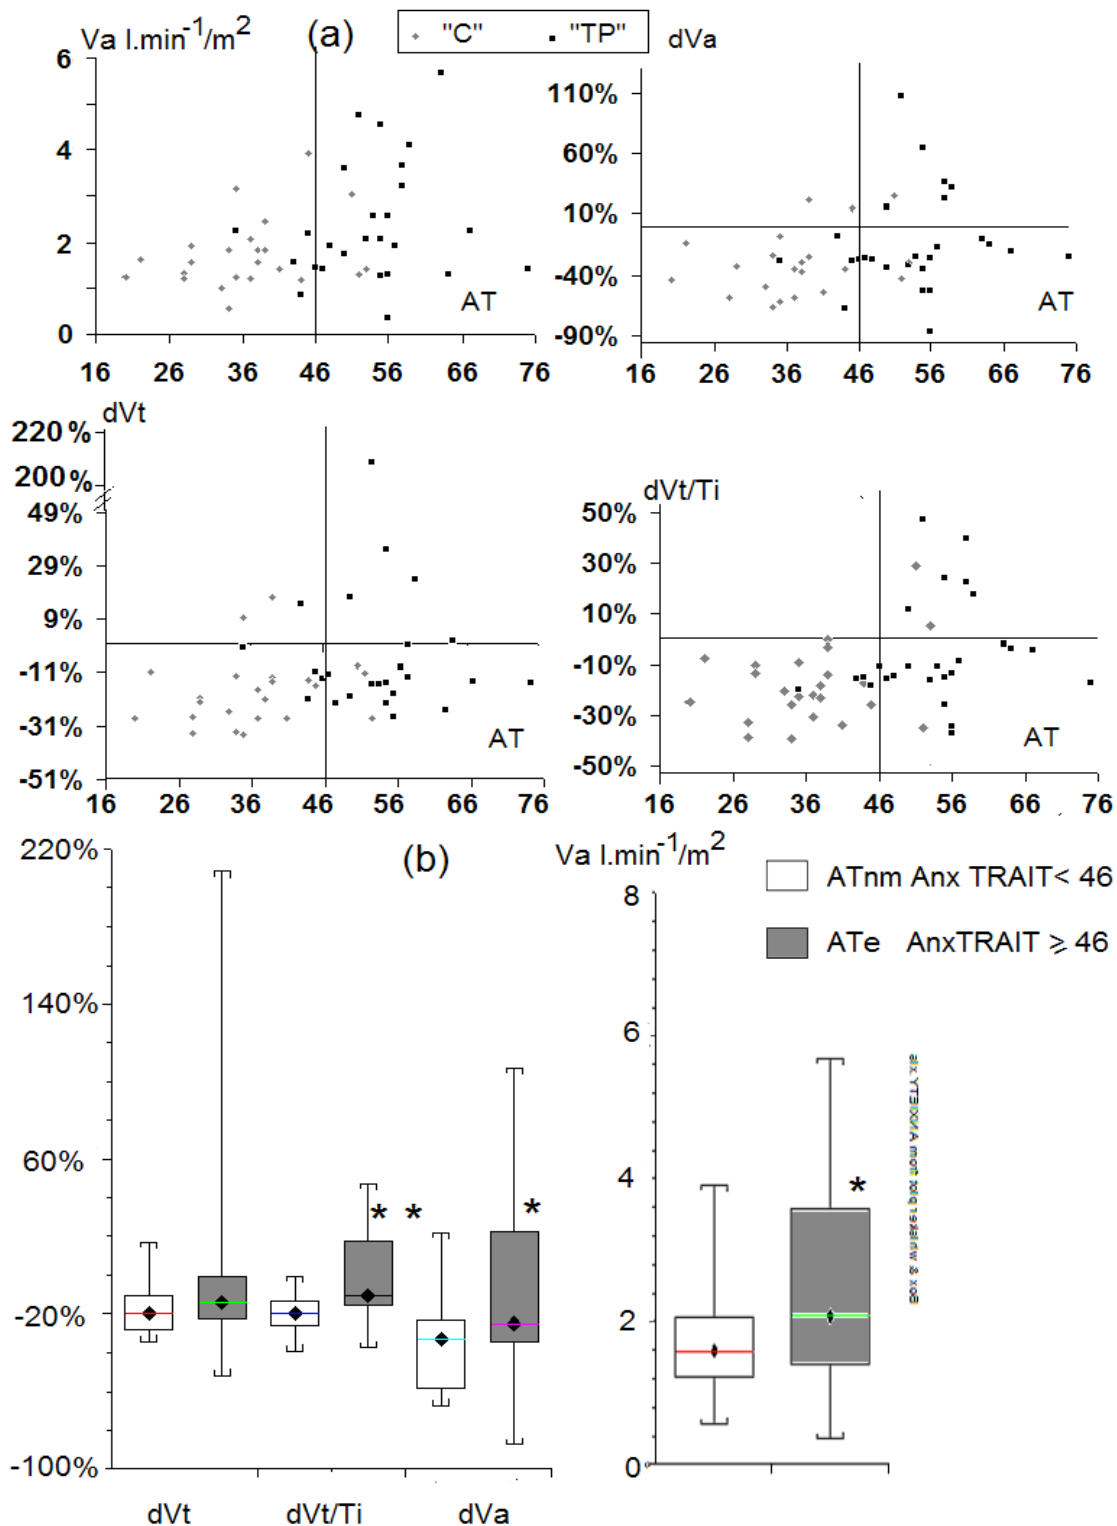 Va l.min-1/m2
(a)
"C" "TP"
dVa
6
4
2
0
AT
16 26 36 46 56 66 76
110%
60%
10%
-40%
-90%
AT
16 26 36 46 56 66 76
dVt
220 %
200 %
49%
29%
9%
-11%
-31%
-51%
AT
16 26 36 46 56 66 76
dVt/Ti
50%
30%
10%
-10%
-30%
-50%
AT
16 26 36 46 56 66 76
(b)
220%
140%
60%
-20%
-100%
* *
*
dVt dVt/Ti dVa
Va l.min-1/m2
ATnm Anx TRAIT< 46
ATe AnxTRAIT ⩾ 46
8
6
4
2
0
*
Box & whisker plot from